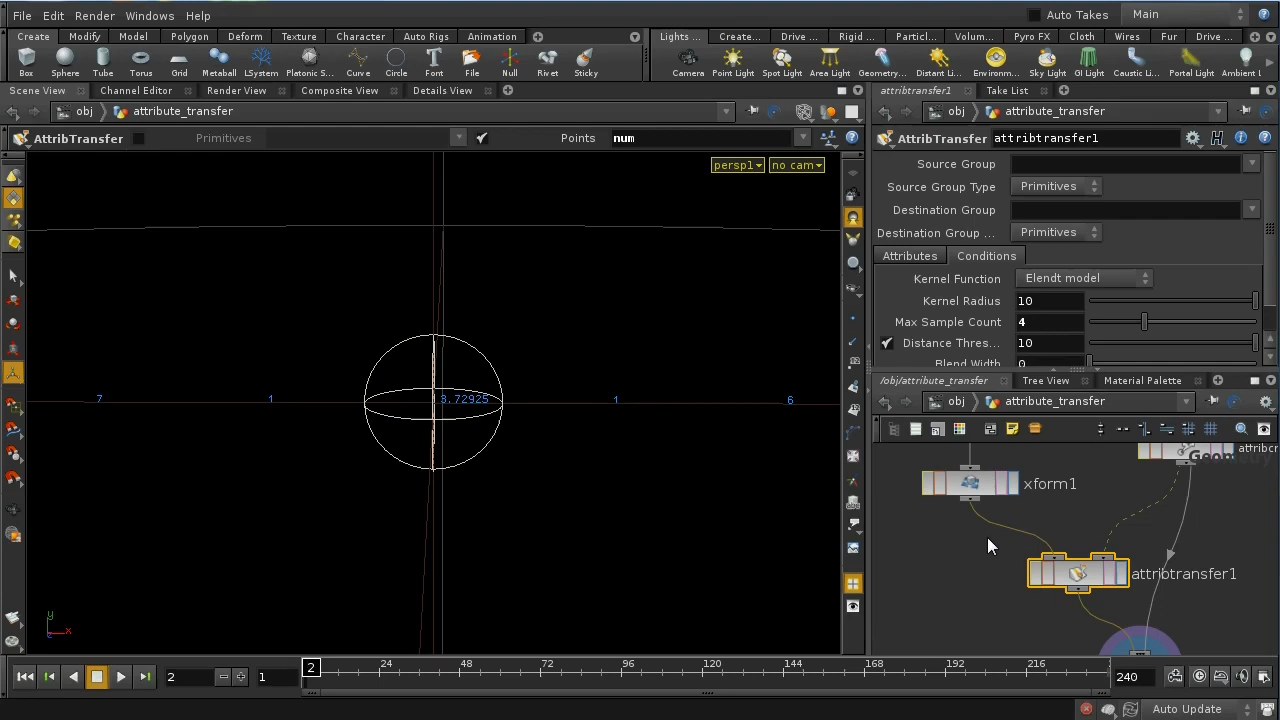 File Edit Render Windows Help Auto Takes Main
Create Modify Model Polygon Deform Texture Character Auto Rigs Animation Lights ... Create... Drive ... Rigid ... Particl... Volum... Pyro FX Cloth Wires Fur Drive ...
Box Sphere Tube Torus Grid Metaball LSystem Platonic S... Curve Circle Font File Null Rivet Sticky Camera Point Light Spot Light Area Light Geometry... Distant Li... Environm... Sky Light GI Light Caustic Li... Portal Light Ambient L
Scene View Channel Editor Render View Composite View Details View attribtransfer1 Take List
obj attribute_transfer obj attribute_transfer
AttribTransfer Primitives Points num AttribTransfer attribtransfer1
persp1 no cam
Source Group
Source Group Type Primitives
Destination Group
Destination Group ... Primitives
Attributes Conditions
Kernel Function Elendt model
Kernel Radius 10
Max Sample Count 4
Distance Thres... 10
Blend Width 0
/obj/attribute_transfer Tree View Material Palette
obj attribute_transfer
7 1 3.72925 1 6
attribcr
Geometry
xform1
attribtransfer1
y
x
z
2 1 2 24 48 72 96 120 144 168 192 216 240
Auto Update